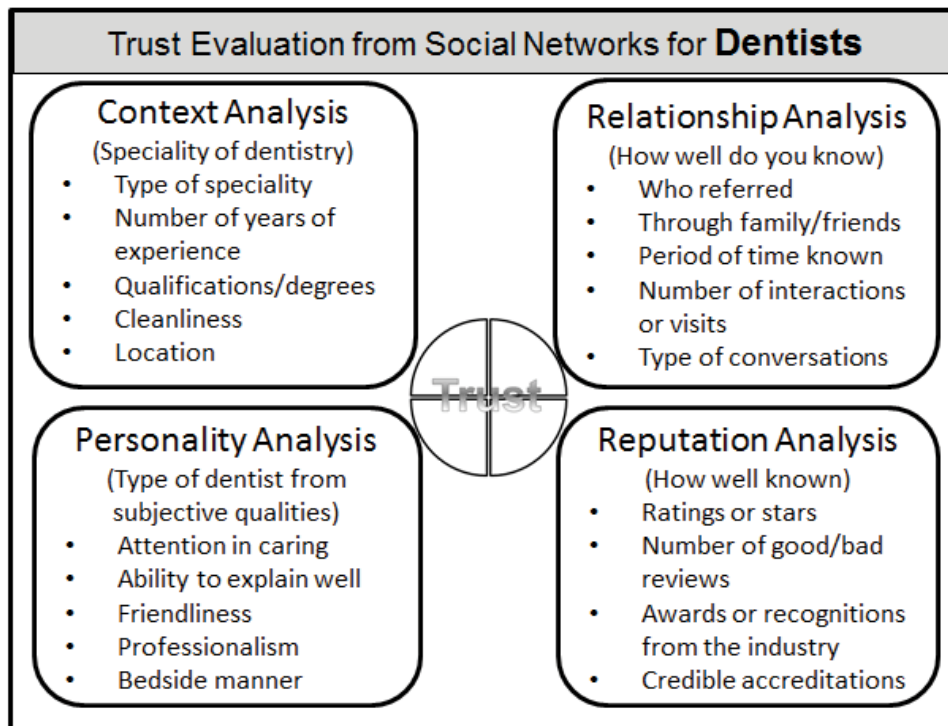 Trust Evaluation from Social Networks for Dentists
Context Analysis
(Speciality of dentistry)
• Type of speciality
• Number of years of
experience
• Qualifications/degrees
• Cleanliness
• Location
Relationship Analysis
(How well do you know)
• Who referred
• Through family/friends
• Period of time known
• Number of interactions
or visits
• Type of conversations
Trust
Personality Analysis
(Type of dentist from
subjective qualities)
• Attention in caring
• Ability to explain well
• Friendliness
• Professionalism
• Bedside manner
Reputation Analysis
(How well known)
• Ratings or stars
• Number of good/bad
reviews
• Awards or recognitions
from the industry
• Credible accreditations